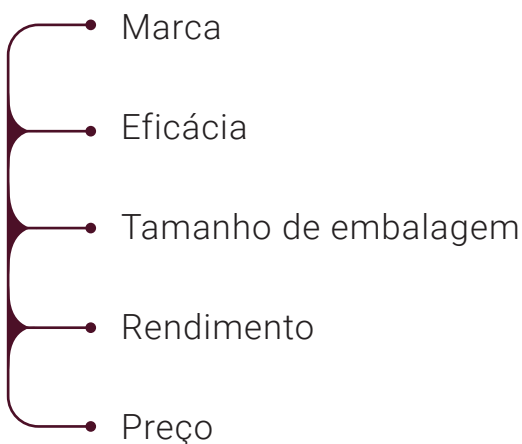 Marca
Eficácia
Tamanho de embalagem
Rendimento
Preço